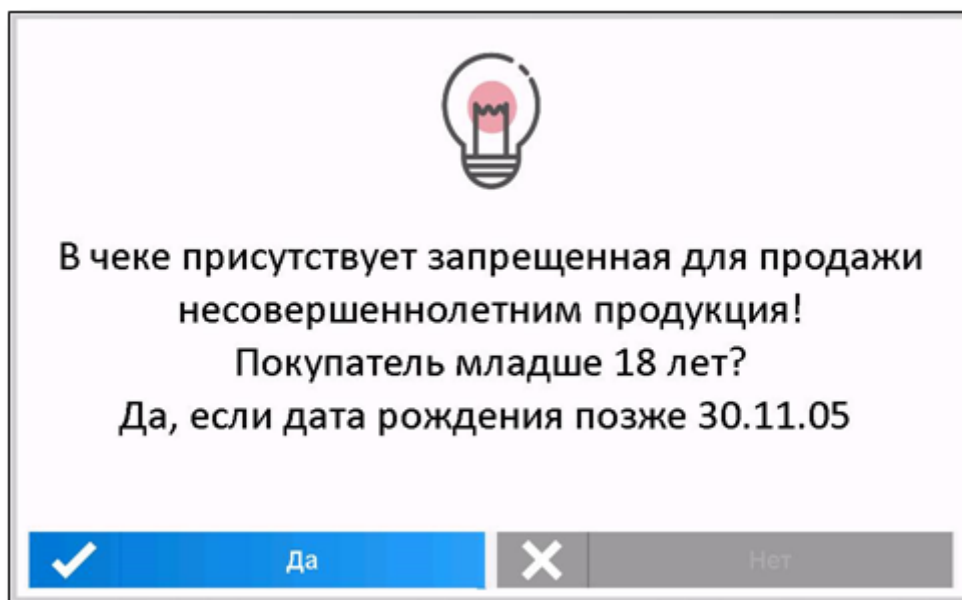 В чеке присутствует запрещенная для продажи
несовершеннолетним продукция!
Покупатель младше 18 лет?
Да, если дата рождения позже 30.11.05
Да
Нет